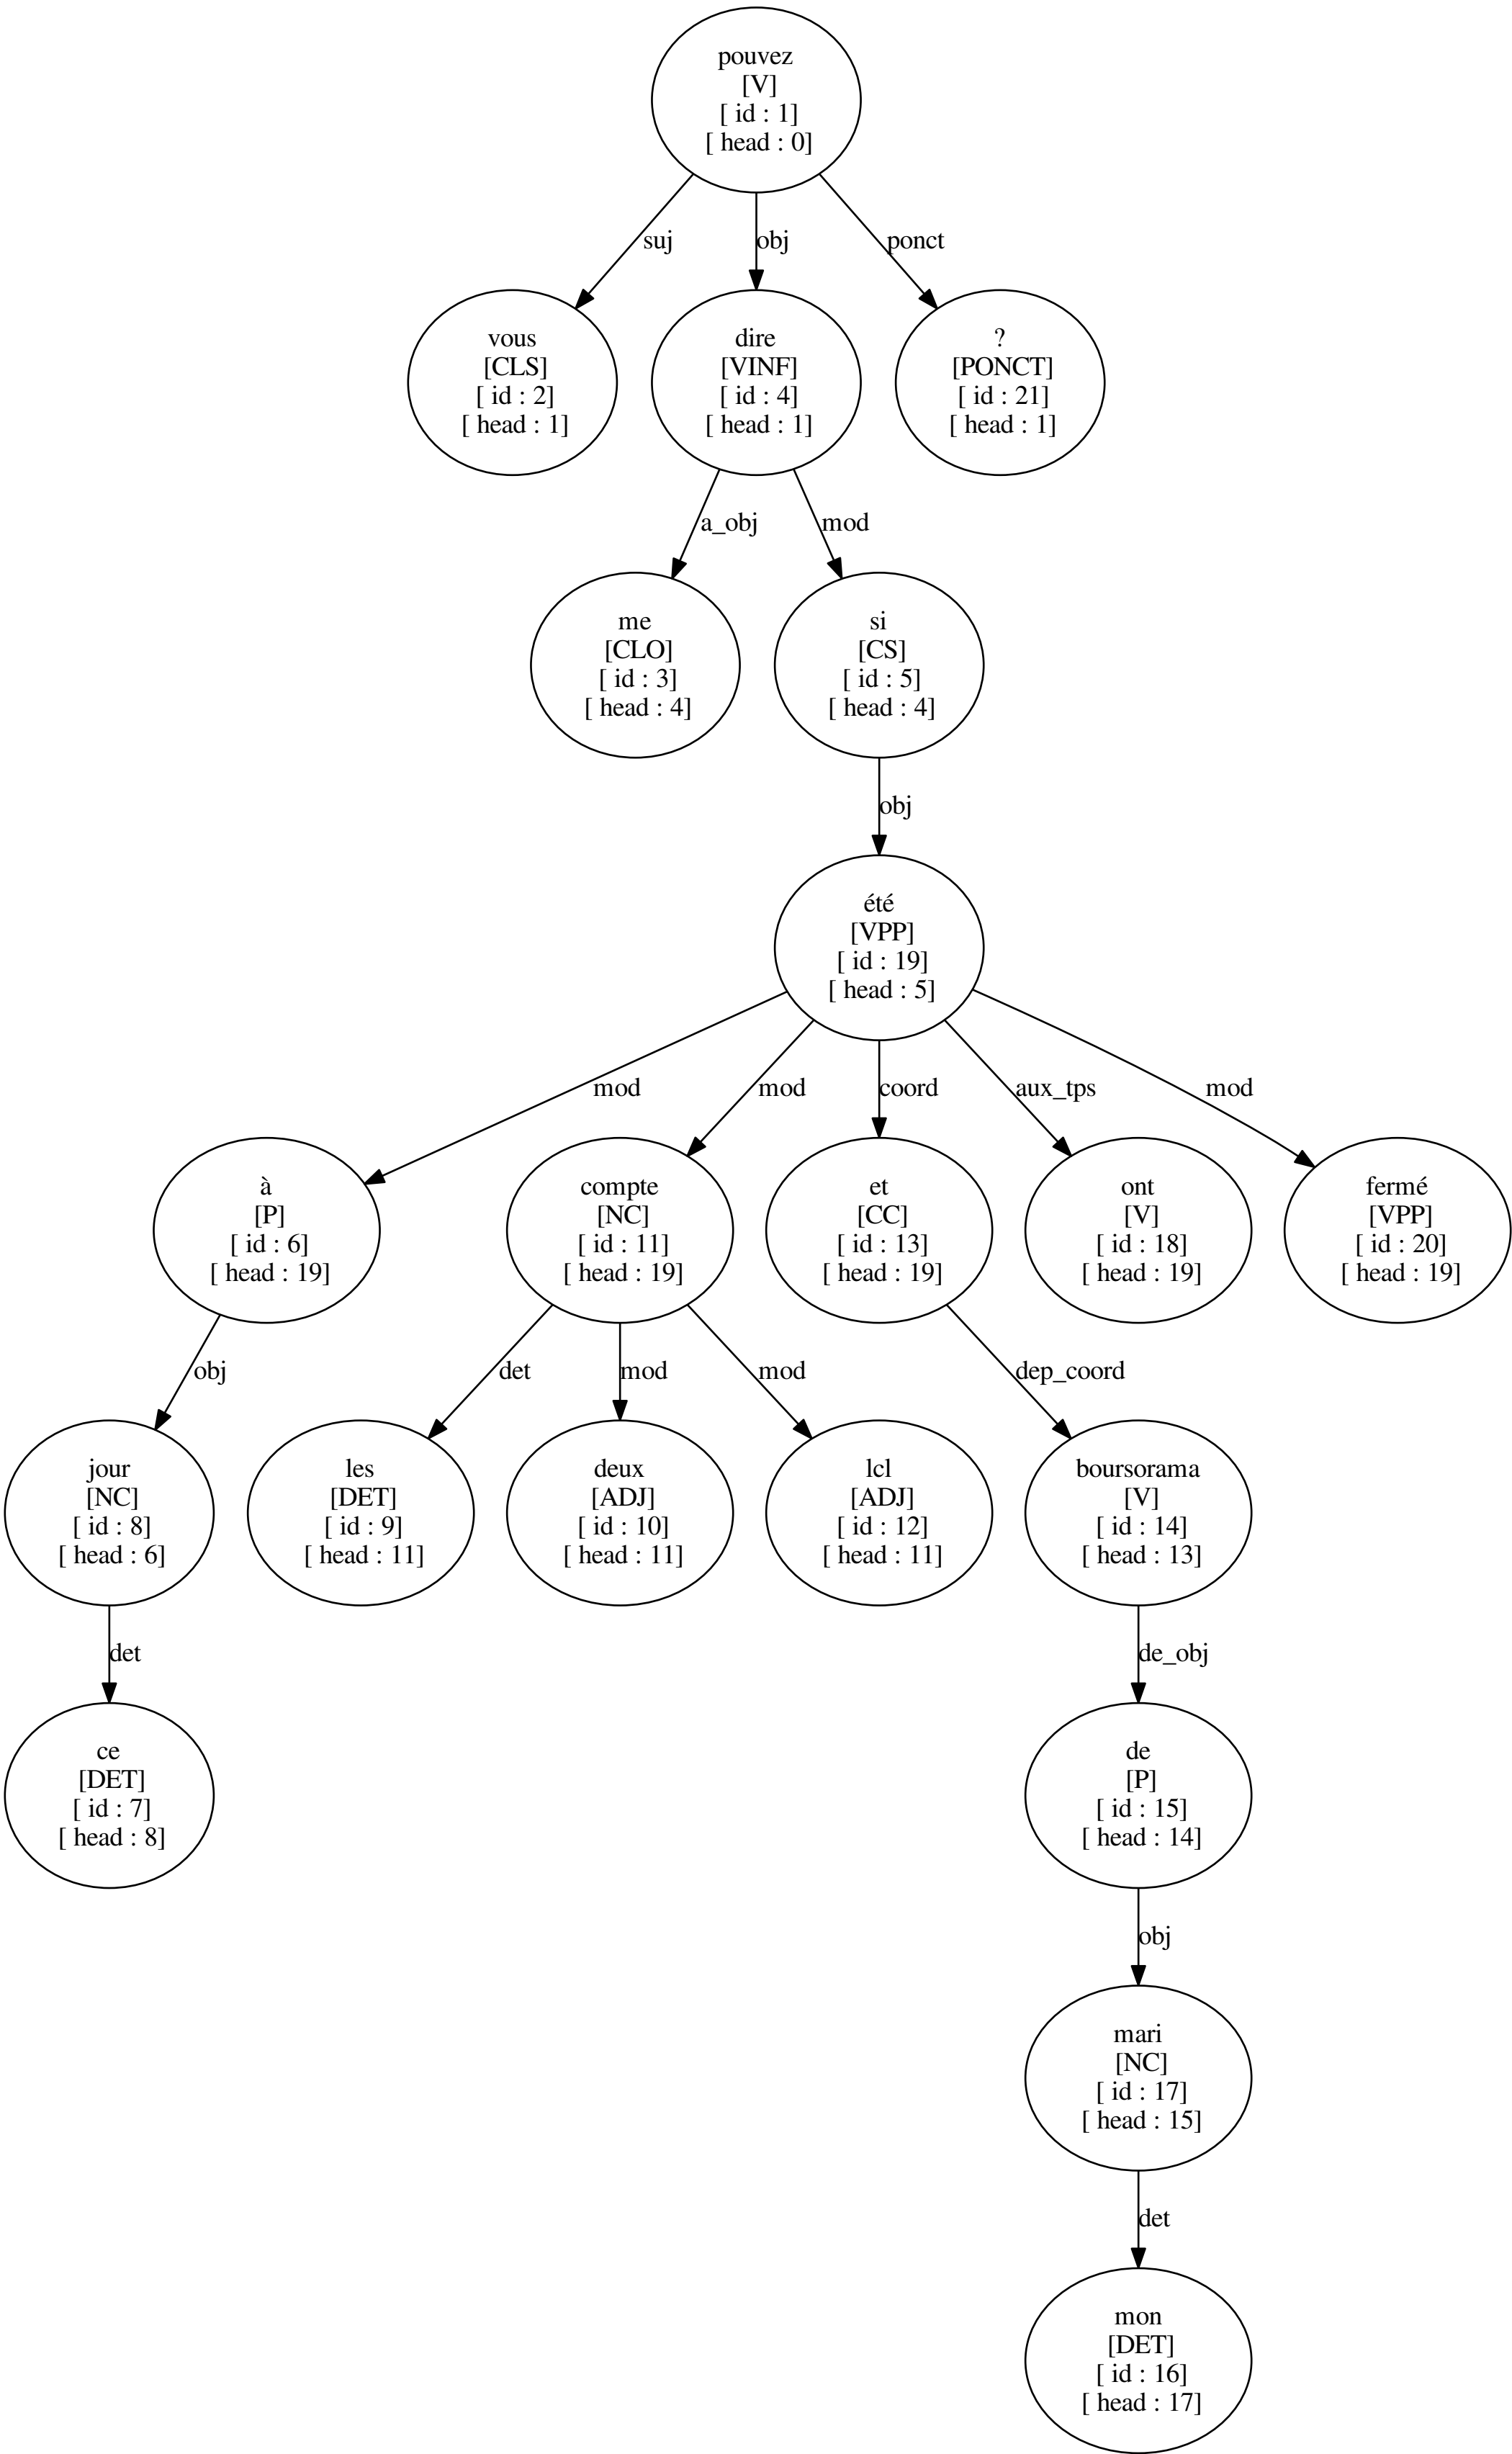 pouvez
[V]
[ id : 1]
[ head : 0]
suj
obj
ponct
vous
[CLS]
[ id : 2]
[ head : 1]
dire
[VINF]
[ id : 4]
[ head : 1]
?
[PONCT]
[ id : 21]
[ head : 1]
a_obj
mod
me
[CLO]
[ id : 3]
[ head : 4]
si
[CS]
[ id : 5]
[ head : 4]
obj
été
[VPP]
[ id : 19]
[ head : 5]
mod
mod
coord
aux_tps
mod
à
[P]
[ id : 6]
[ head : 19]
compte
[NC]
[ id : 11]
[ head : 19]
et
[CC]
[ id : 13]
[ head : 19]
ont
[V]
[ id : 18]
[ head : 19]
fermé
[VPP]
[ id : 20]
[ head : 19]
obj
det
mod
mod
dep_coord
jour
[NC]
[ id : 8]
[ head : 6]
les
[DET]
[ id : 9]
[ head : 11]
deux
[ADJ]
[ id : 10]
[ head : 11]
lcl
[ADJ]
[ id : 12]
[ head : 11]
boursorama
[V]
[ id : 14]
[ head : 13]
det
de_obj
ce
[DET]
[ id : 7]
[ head : 8]
de
[P]
[ id : 15]
[ head : 14]
obj
mari
[NC]
[ id : 17]
[ head : 15]
det
mon
[DET]
[ id : 16]
[ head : 17]